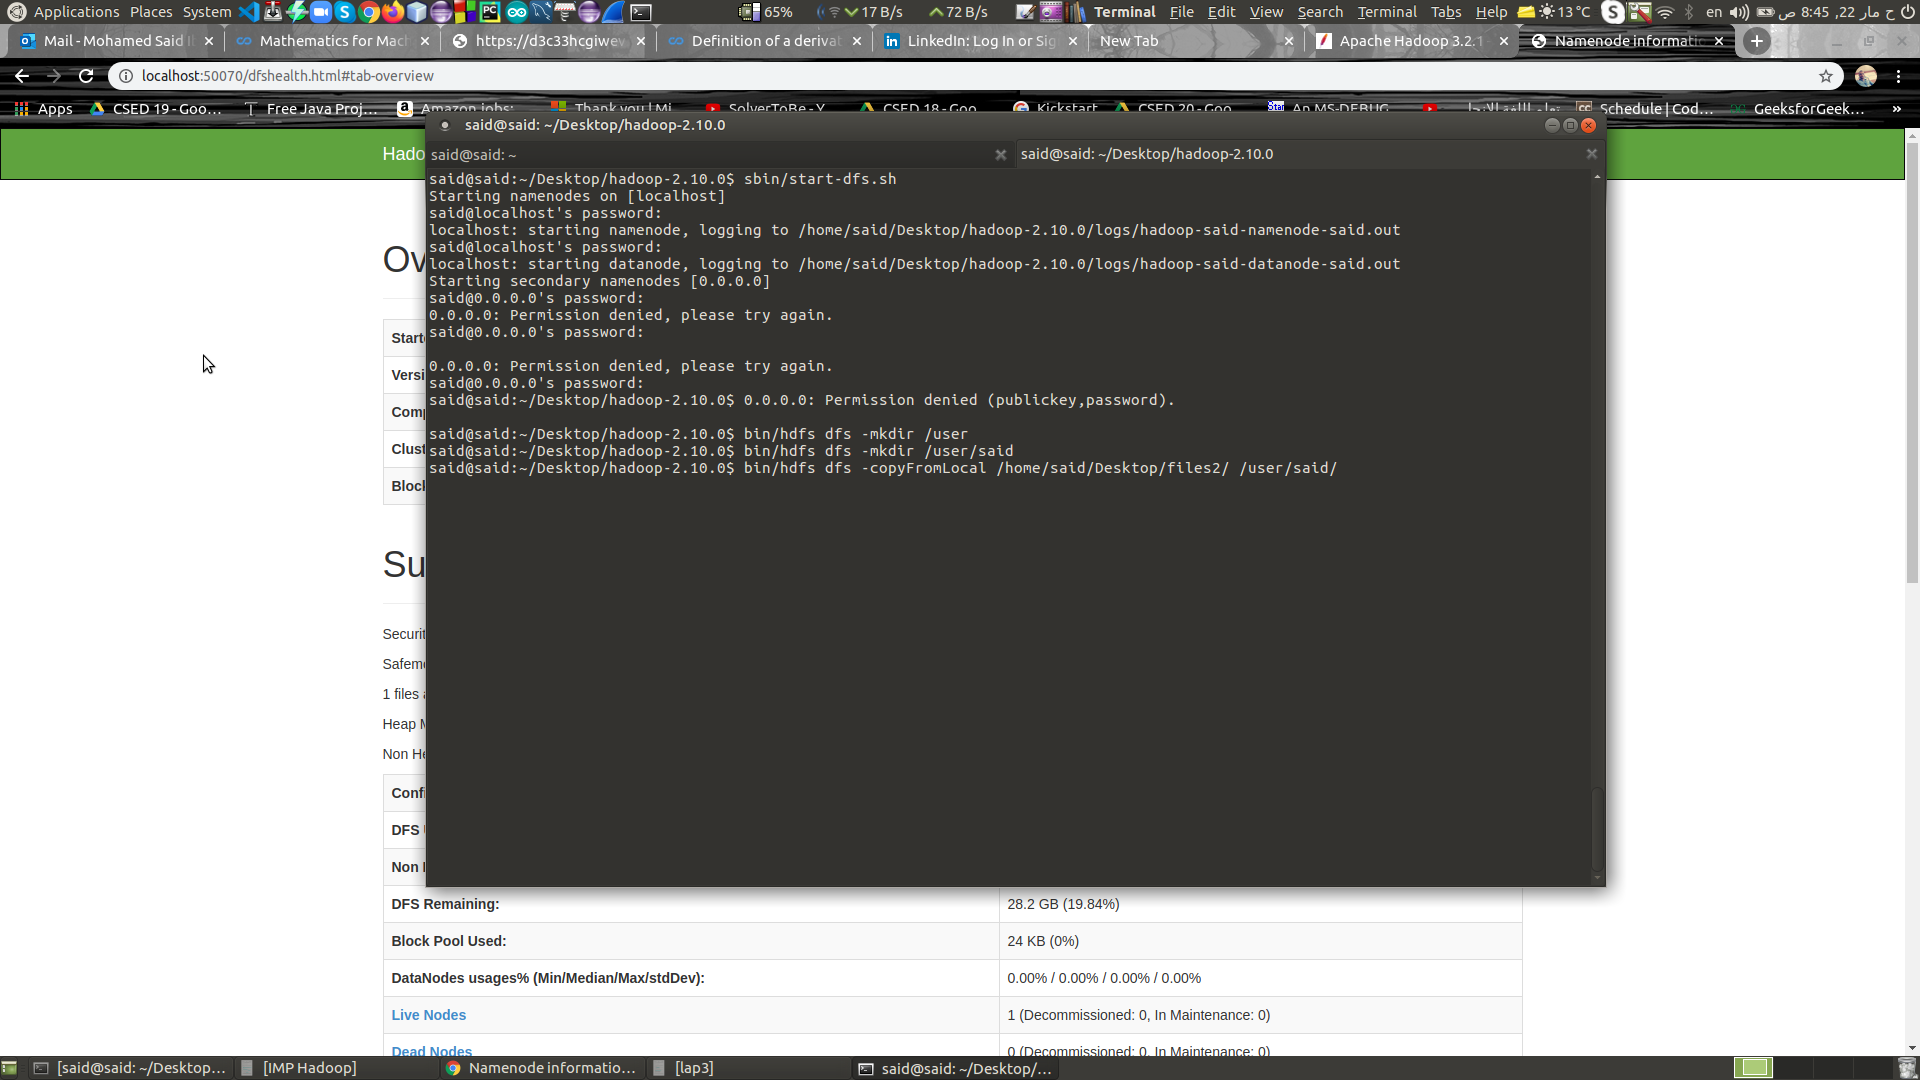 Applications Places System 65% 17 B/s 72 B/s Terminal File Edit View Search Terminal Tabs Help 13 °C en ح مار 22, 8:45 ص
Mail - Mohamed Said I Mathematics for Mac https://d3c33hcgiwev Definition of a derivat LinkedIn: Log In or Sig New Tab Apache Hadoop 3.2.1 Namenode informati
localhost:50070/dfshealth.html#tab-overview
Apps CSED 19 - Goo... Free Java Proj... Amazon jobs: Thank you | Mi SolverToBe - Y CSED 18 - Goo Kickstart CSED 20 - Goo An MS-DEBUG Schedule | Cod... GeeksforGeek... »
said@said: ~/Desktop/hadoop-2.10.0
Hado
said@said: ~ said@said: ~/Desktop/hadoop-2.10.0
said@said:~/Desktop/hadoop-2.10.0$ sbin/start-dfs.sh
Starting namenodes on [localhost]
said@localhost's password:
localhost: starting namenode, logging to /home/said/Desktop/hadoop-2.10.0/logs/hadoop-said-namenode-said.out
said@localhost's password:
localhost: starting datanode, logging to /home/said/Desktop/hadoop-2.10.0/logs/hadoop-said-datanode-said.out
Starting secondary namenodes [0.0.0.0]
said@0.0.0.0's password:
0.0.0.0: Permission denied, please try again.
said@0.0.0.0's password:
0.0.0.0: Permission denied, please try again.
said@0.0.0.0's password:
said@said:~/Desktop/hadoop-2.10.0$ 0.0.0.0: Permission denied (publickey,password).
said@said:~/Desktop/hadoop-2.10.0$ bin/hdfs dfs -mkdir /user
said@said:~/Desktop/hadoop-2.10.0$ bin/hdfs dfs -mkdir /user/said
said@said:~/Desktop/hadoop-2.10.0$ bin/hdfs dfs -copyFromLocal /home/said/Desktop/files2/ /user/said/
Ov
Start
Versi
Comp
Clust
Block
Su
Securit
Safem
1 files
Heap M
Non He
Confi
DFS
Non
DFS Remaining: 28.2 GB (19.84%)
Block Pool Used: 24 KB (0%)
DataNodes usages% (Min/Median/Max/stdDev): 0.00% / 0.00% / 0.00% / 0.00%
Live Nodes 1 (Decommissioned: 0, In Maintenance: 0)
Dead Nodes 0 (Decommissioned: 0, In Maintenance: 0)
[said@said: ~/Desktop... [IMP Hadoop] Namenode informatio... [lap3] said@said: ~/Desktop/...